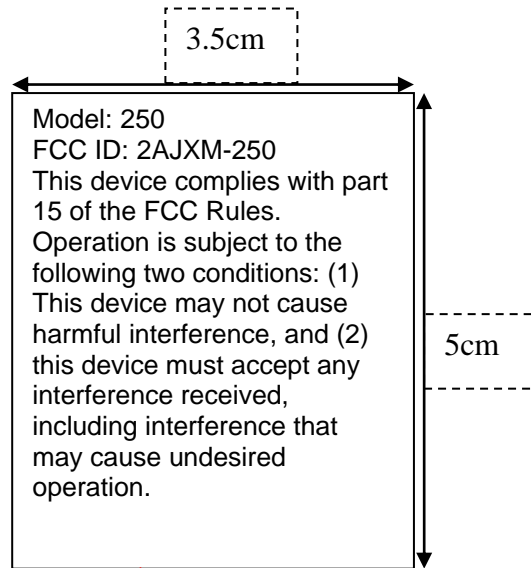 3.5cm
Model: 250
FCC ID: 2AJXM-250
This device complies with part
15 of the FCC Rules.
Operation is subject to the
following two conditions: (1)
This device may not cause
harmful interference, and (2)
this device must accept any
interference received,
including interference that
may cause undesired
operation.
5cm